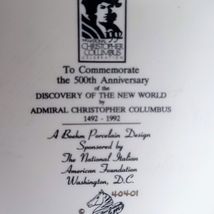 1992
CHRISTOPHER
COLUMBUS
To Commemorate
the 500th Anniversary
of the
DISCOVERY OF THE NEW WORLD
by
ADMIRAL CHRISTOPHER COLUMBUS
1492 - 1992
A Boehm Porcelain Design
Sponsored by
The National Italian
American Foundation
Washington, D.C.
40401